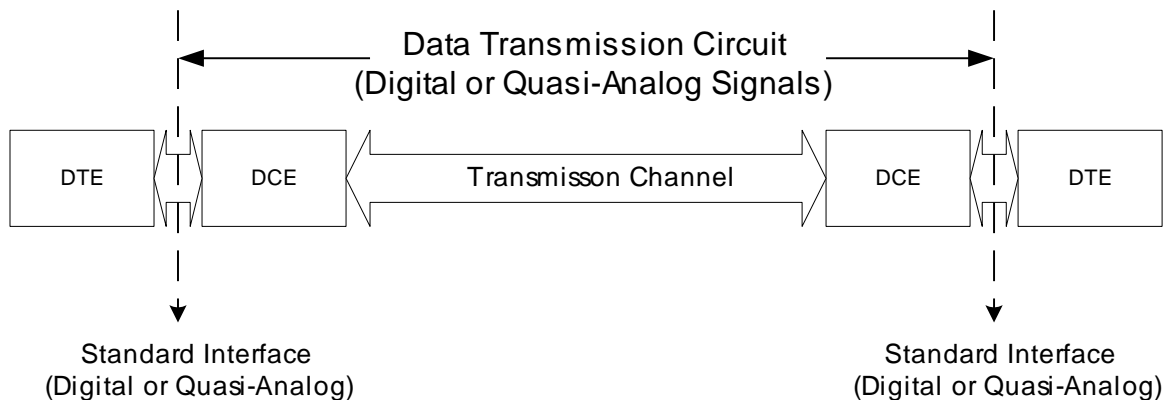 Data Transmission Circuit
(Digital or Quasi-Analog Signals)
DTE
DCE
Transmisson Channel
DCE
DTE
Standard Interface
(Digital or Quasi-Analog)
Standard Interface
(Digital or Quasi-Analog)